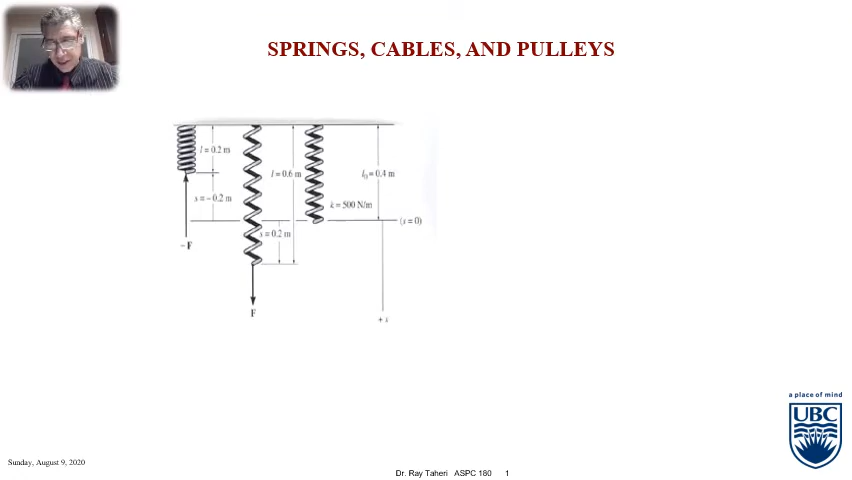 SPRINGS, CABLES, AND PULLEYS
l = 0.2 m
s = −0.2 m
− F
l = 0.6 m
s = 0.2 m
F
k = 500 N/m
l₀ = 0.4 m
(s = 0)
+ s
a place of mind
UBC
Sunday, August 9, 2020
Dr. Ray Taheri ASPC 180 1